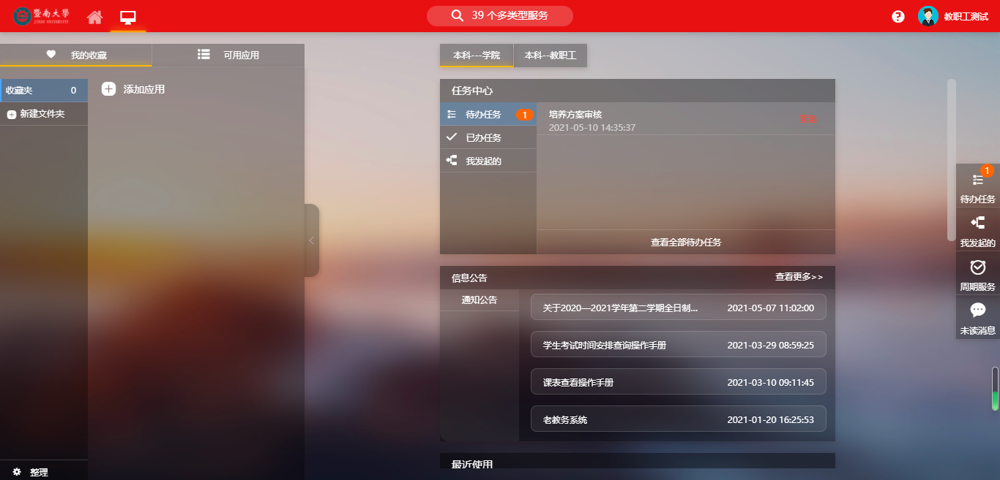 暨南大學
JINAN UNIVERSITY
39 个多类型服务
教职工测试
我的收藏
可用应用
收藏夹 0
新建文件夹
添加应用
整理
本科---学院
本科--教职工
任务中心
待办任务 1
已办任务
我发起的
培养方案审核
2021-05-10 14:35:37
查看全部待办任务
信息公告
查看更多>>
通知公告
关于2020—2021学年第二学期全日制... 2021-05-07 11:02:00
学生考试时间安排查询操作手册 2021-03-29 08:59:25
课表查看操作手册 2021-03-10 09:11:45
老教务系统 2021-01-20 16:25:53
最近使用
1
待办任务
我发起的
周期服务
未读消息